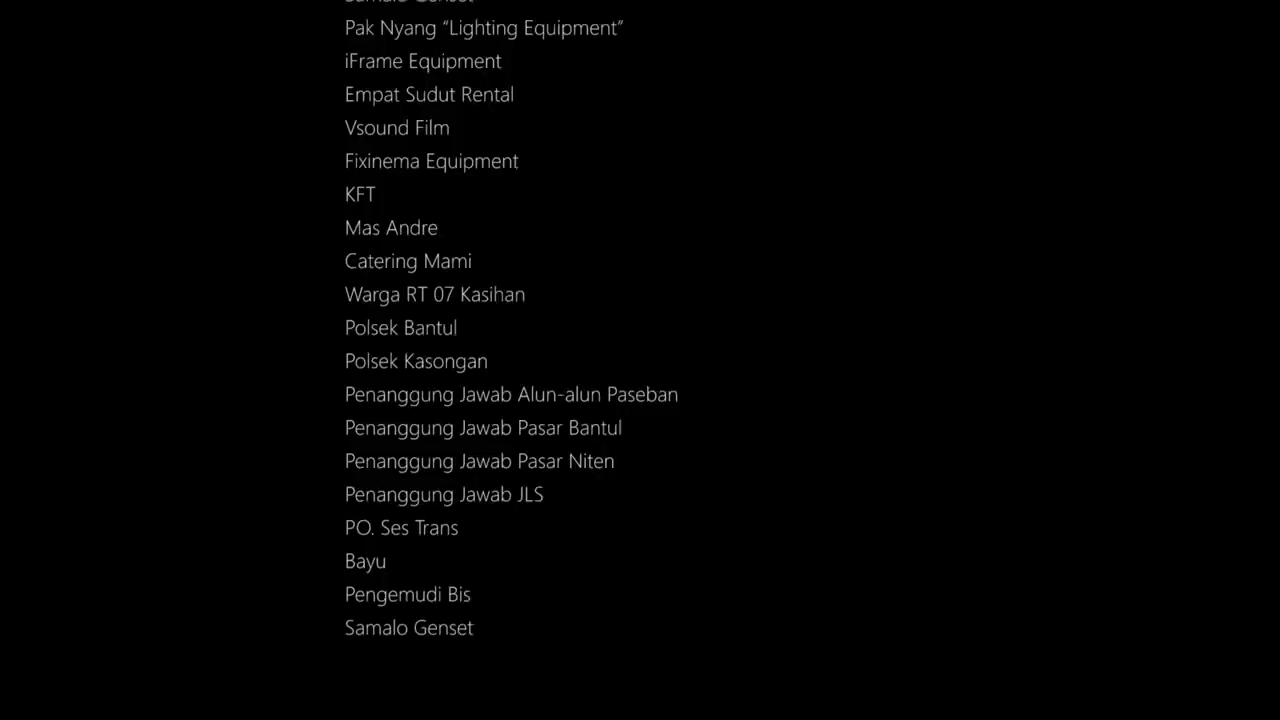 Samalo Genset
Pak Nyang “Lighting Equipment”
iFrame Equipment
Empat Sudut Rental
Vsound Film
Fixinema Equipment
KFT
Mas Andre
Catering Mami
Warga RT 07 Kasihan
Polsek Bantul
Polsek Kasongan
Penanggung Jawab Alun-alun Paseban
Penanggung Jawab Pasar Bantul
Penanggung Jawab Pasar Niten
Penanggung Jawab JLS
PO. Ses Trans
Bayu
Pengemudi Bis
Samalo Genset